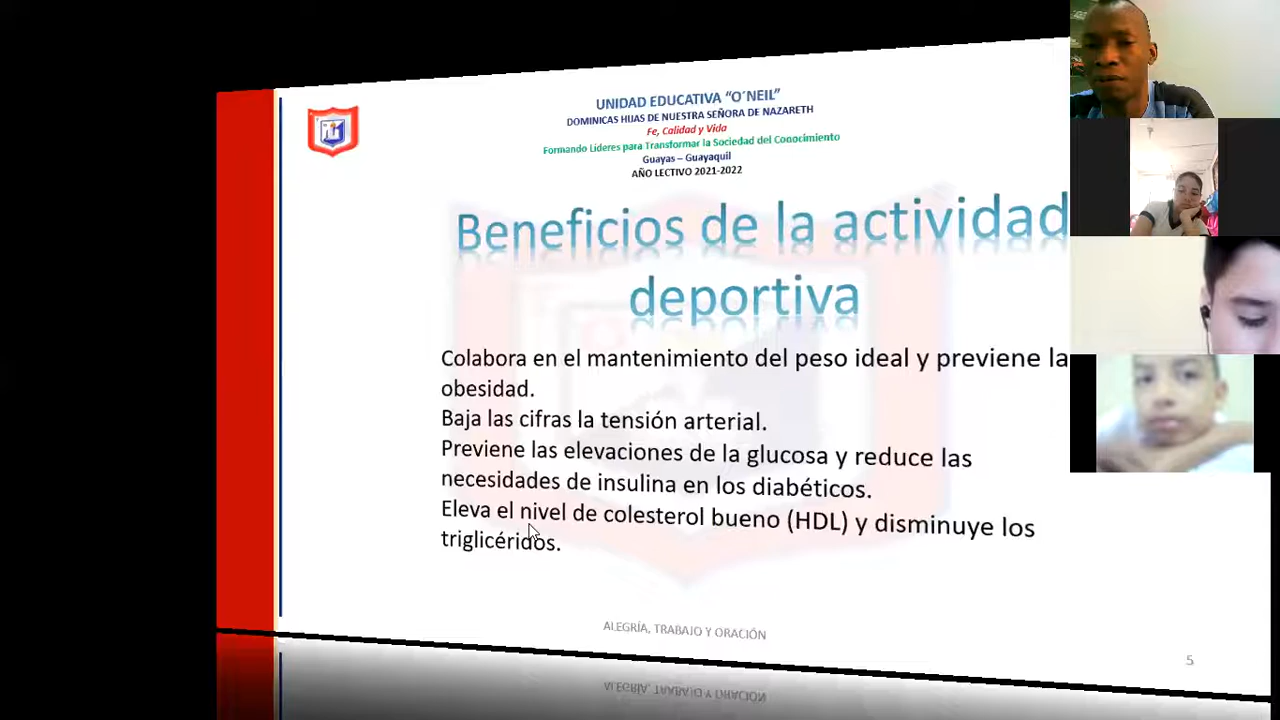 UNIDAD EDUCATIVA "O´NEIL"
DOMINICAS HIJAS DE NUESTRA SEÑORA DE NAZARETH
Fe, Calidad y Vida
Formando Líderes para Transformar la Sociedad del Conocimiento
Guayas – Guayaquil
AÑO LECTIVO 2021-2022
Beneficios de la actividad
deportiva
Colabora en el mantenimiento del peso ideal y previene la
obesidad.
Baja las cifras la tensión arterial.
Previene las elevaciones de la glucosa y reduce las
necesidades de insulina en los diabéticos.
Eleva el nivel de colesterol bueno (HDL) y disminuye los
triglicéridos.
ALEGRÍA, TRABAJO Y ORACIÓN
5
ALEGRÍA, TRABAJO Y ORACIÓN